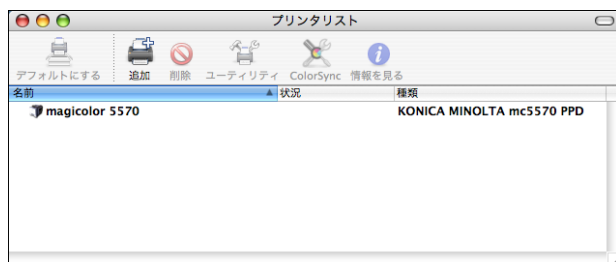 プリンタリスト
デフォルトにする 追加 削除 ユーティリティ ColorSync 情報を見る
名前 状況 種類
magicolor 5570 KONICA MINOLTA mc5570 PPD